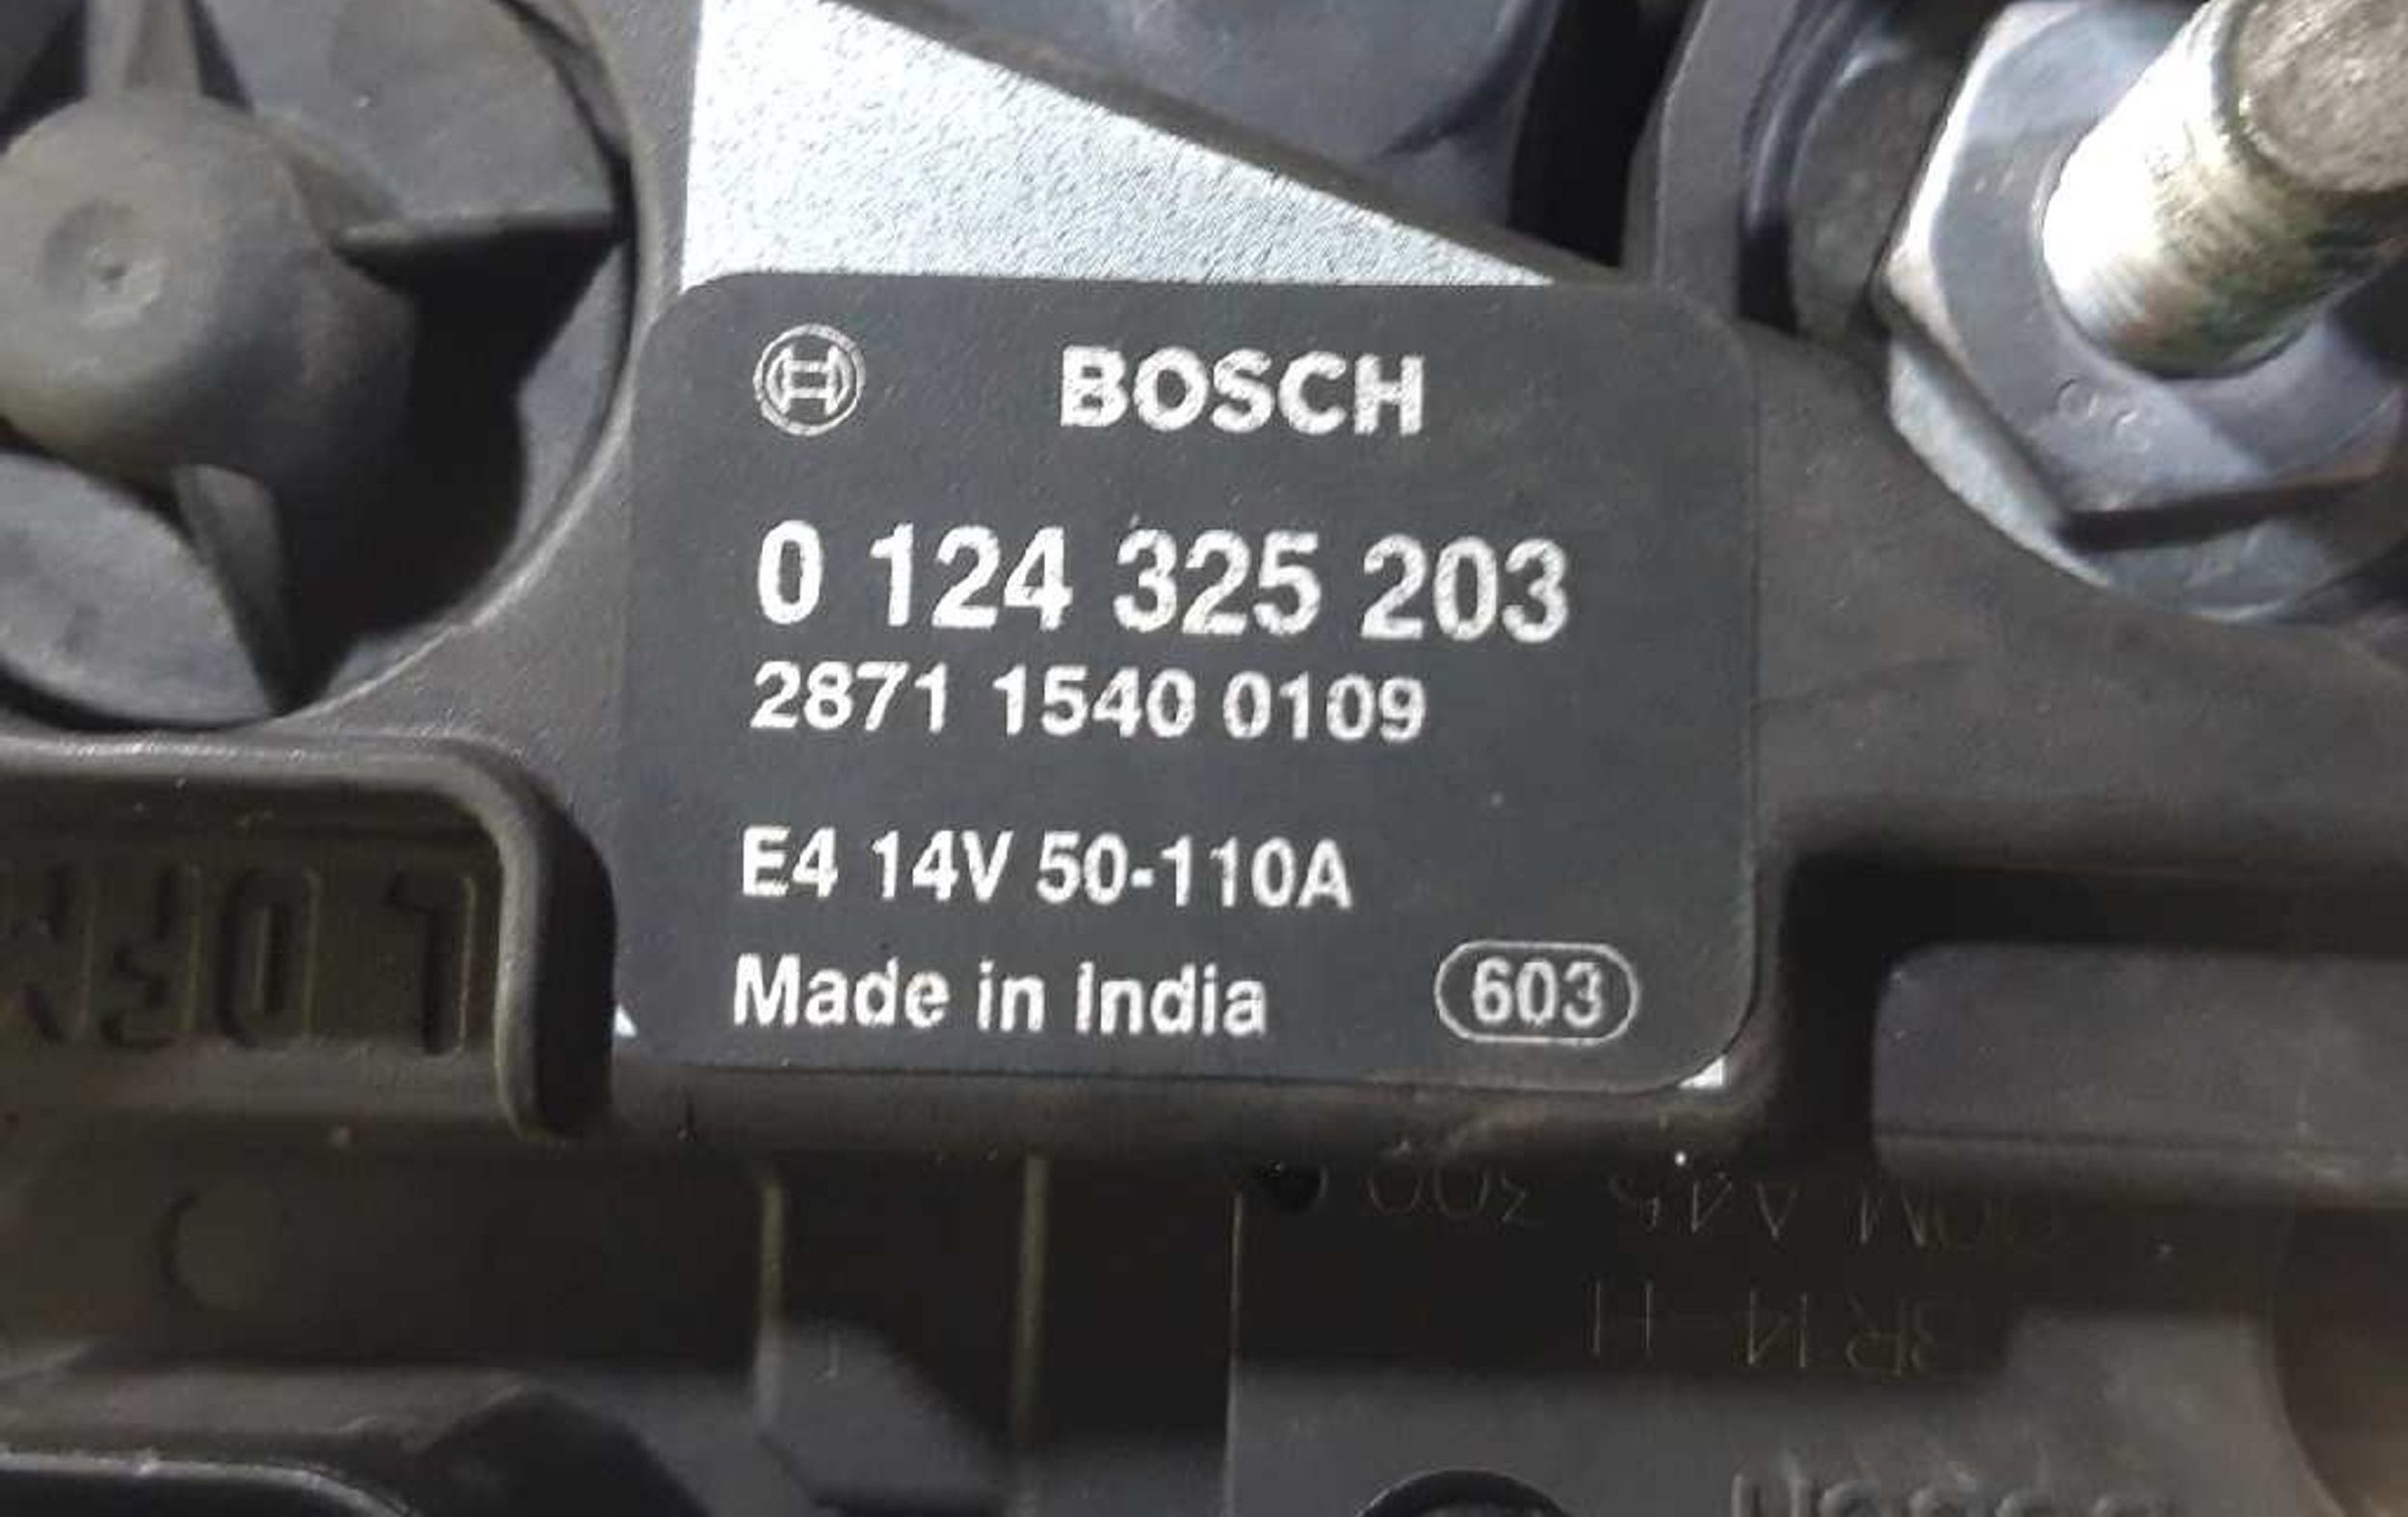 BOSCH
0 124 325 203
2871 1540 0109
E4 14V 50-110A
Made in India 603